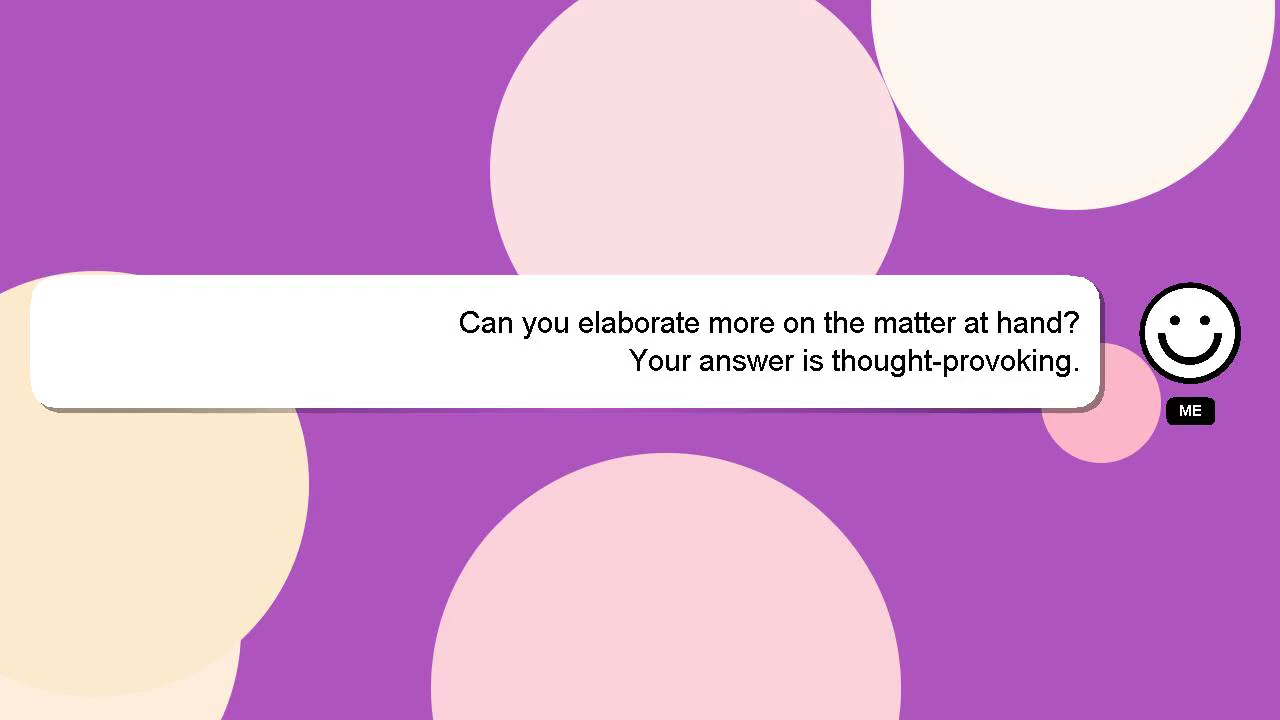 Can you elaborate more on the matter at hand?
Your answer is thought-provoking.
ME